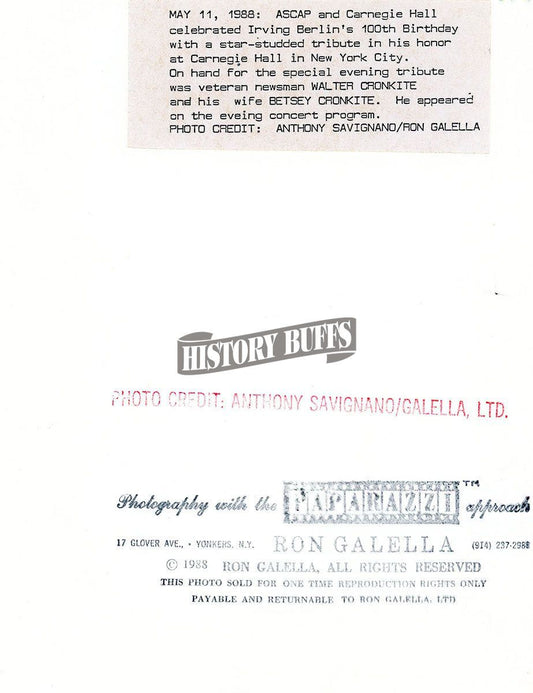 MAY 11, 1988: ASCAP and Carnegie Hall
celebrated Irving Berlin's 100th Birthday
with a star-studded tribute in his honor
at Carnegie Hall in New York City.
On hand for the special evening tribute
was veteran newsman WALTER CRONKITE
and his wife BETSEY CRONKITE. He appeared
on the eveing concert program.
PHOTO CREDIT: ANTHONY SAVIGNANO/RON GALELLA
HISTORY BUFFS
PHOTO CREDIT: ANTHONY SAVIGNANO/GALELLA, LTD.
Photography with the PAPARAZZI™ approach
17 GLOVER AVE., • YONKERS, N.Y. RON GALELLA (914) 237-2988
© 1988 RON GALELLA, ALL RIGHTS RESERVED
THIS PHOTO SOLD FOR ONE TIME REPRODUCTION RIGHTS ONLY
PAYABLE AND RETURNABLE TO RON GALELLA, LTD